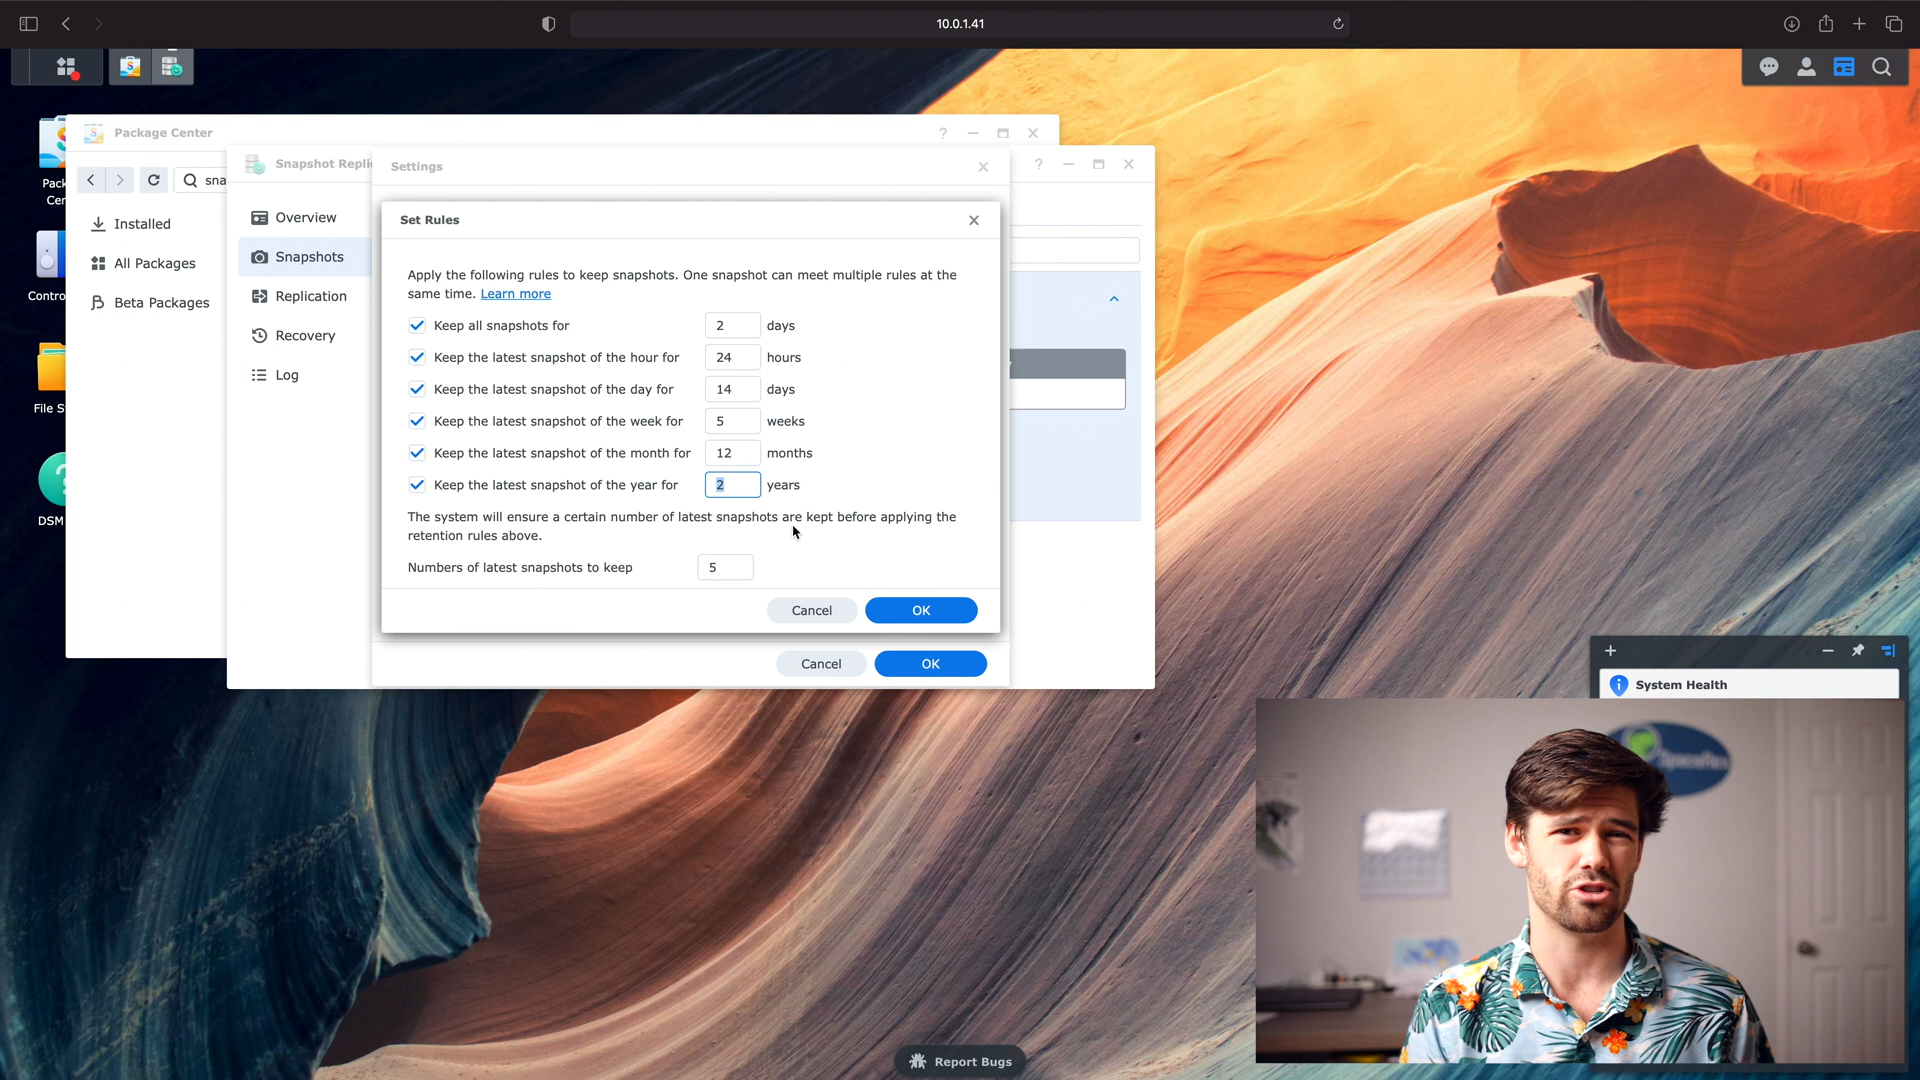 10.0.1.41
Package Center
Snapshot Repli
Settings
sna
Pack
Cer
Installed
All Packages
Beta Packages
Contro
File S
DSM
Overview
Snapshots
Replication
Recovery
Log
Set Rules
Apply the following rules to keep snapshots. One snapshot can meet multiple rules at the
same time. Learn more
Keep all snapshots for 2 days
Keep the latest snapshot of the hour for 24 hours
Keep the latest snapshot of the day for 14 days
Keep the latest snapshot of the week for 5 weeks
Keep the latest snapshot of the month for 12 months
Keep the latest snapshot of the year for 2 years
The system will ensure a certain number of latest snapshots are kept before applying the
retention rules above.
Numbers of latest snapshots to keep 5
Cancel OK
Cancel OK
System Health
Report Bugs